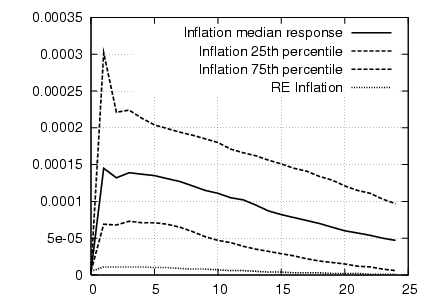 0.00035
0.0003
0.00025
0.0002
0.00015
0.0001
5e-05
0
Inflation median response
Inflation 25th percentile
Inflation 75th percentile
RE Inflation
0 5 10 15 20 25